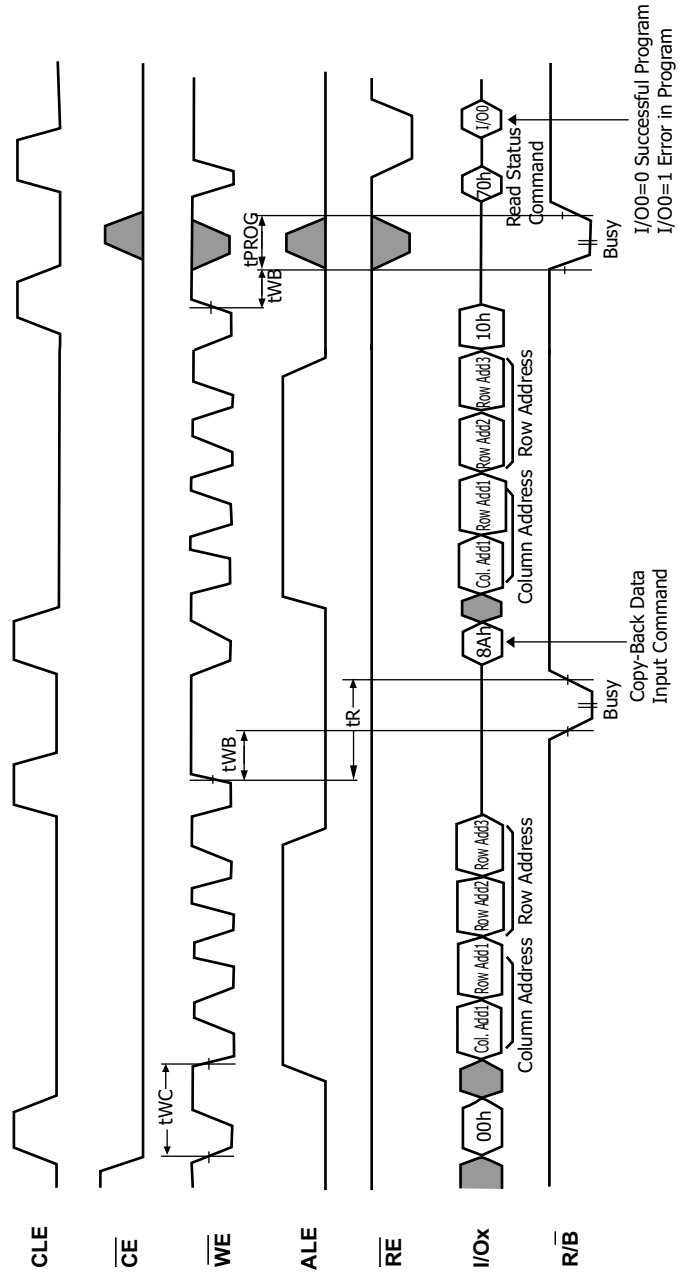 CLE
CE
WE
ALE
RE
I/Ox
R/B
tWC
tWB
tR
tWB
tPROG
00h
Col. Add1
Row Add1
Row Add2
Row Add3
8Ah
Col. Add1
Row Add1
Row Add2
Row Add3
10h
70h
I/O0
Column Address
Row Address
Column Address
Row Address
Read Status
Command
Busy
Busy
Copy-Back Data
Input Command
I/O0=0 Successful Program
I/O0=1 Error in Program